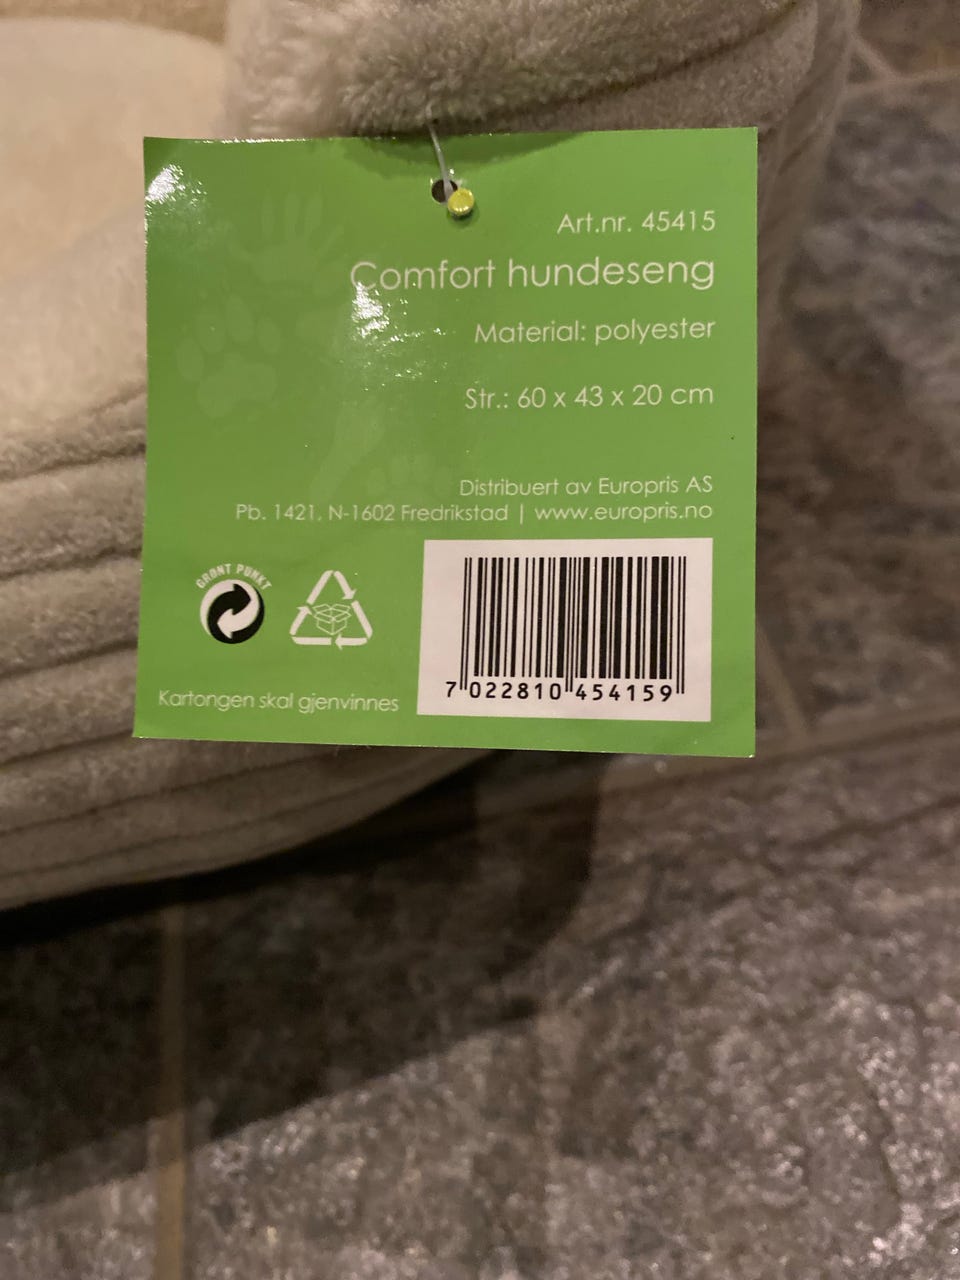 Art.nr. 45415
Comfort hundeseng
Material: polyester
Str.: 60 x 43 x 20 cm
Distribuert av Europris AS
Pb. 1421, N-1602 Fredrikstad | www.europris.no
GRØNT PUNKT
Kartongen skal gjenvinnes
7 022810 454159